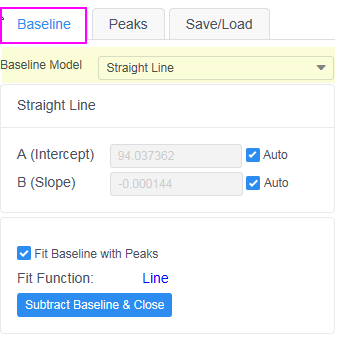 Baseline Peaks Save/Load
Baseline Model Straight Line
Straight Line
A (Intercept) 94.037362 Auto
B (Slope) -0.000144 Auto
Fit Baseline with Peaks
Fit Function: Line
Subtract Baseline & Close